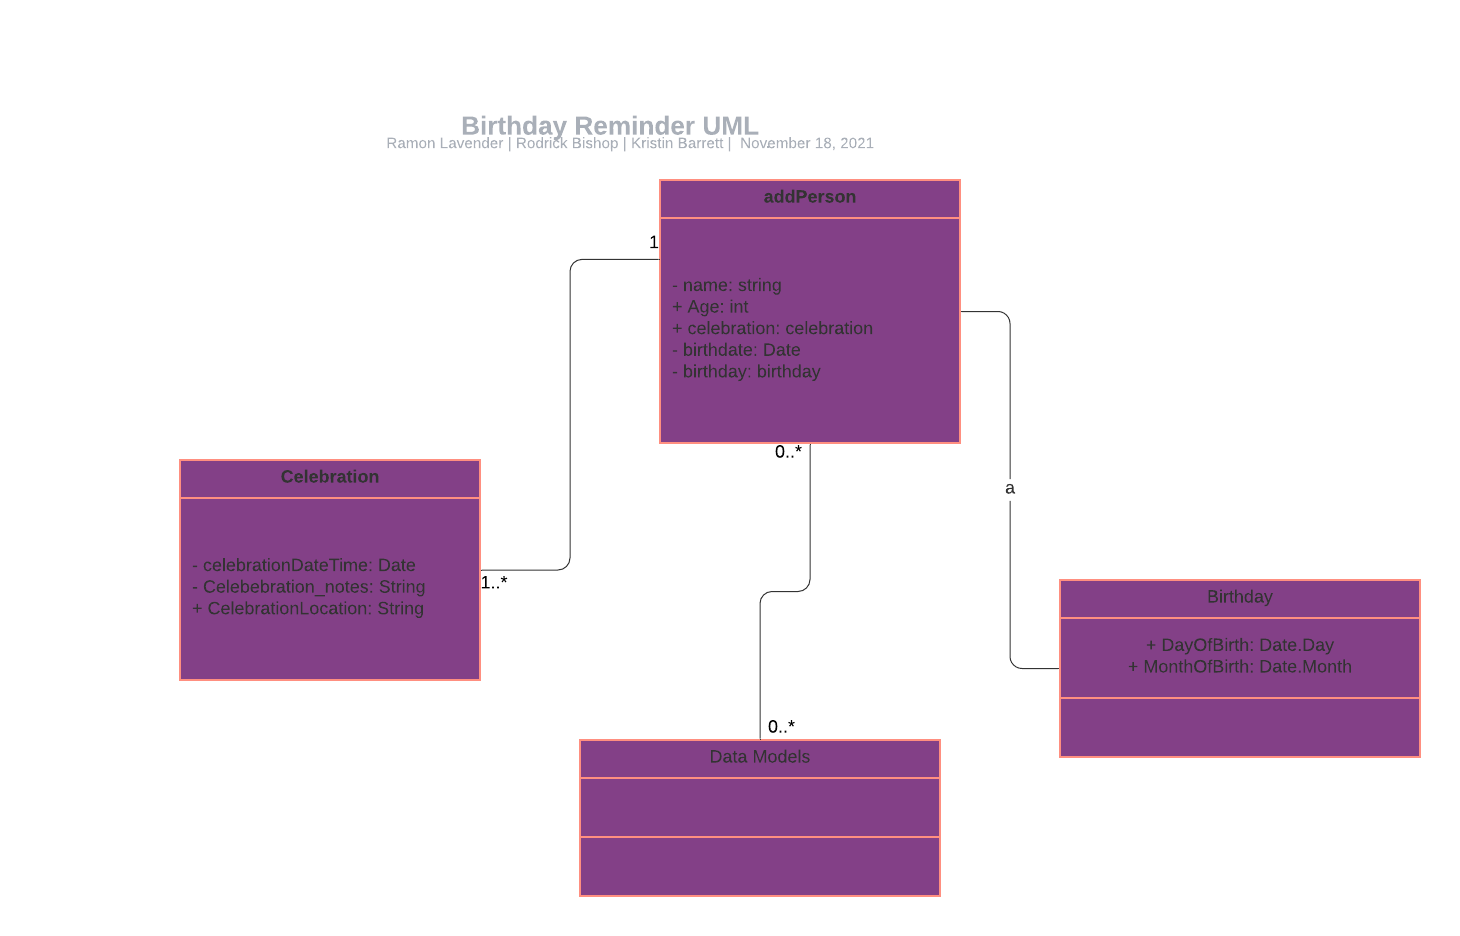 Birthday Reminder UML
Ramon Lavender | Rodrick Bishop | Kristin Barrett |  November 18, 2021
addPerson
1
- name: string
+ Age: int
+ celebration: celebration
- birthdate: Date
- birthday: birthday
0..*
Celebration
- celebrationDateTime: Date
- Celebebration_notes: String
+ CelebrationLocation: String
1..*
a
Birthday
+ DayOfBirth: Date.Day
+ MonthOfBirth: Date.Month
0..*
Data Models